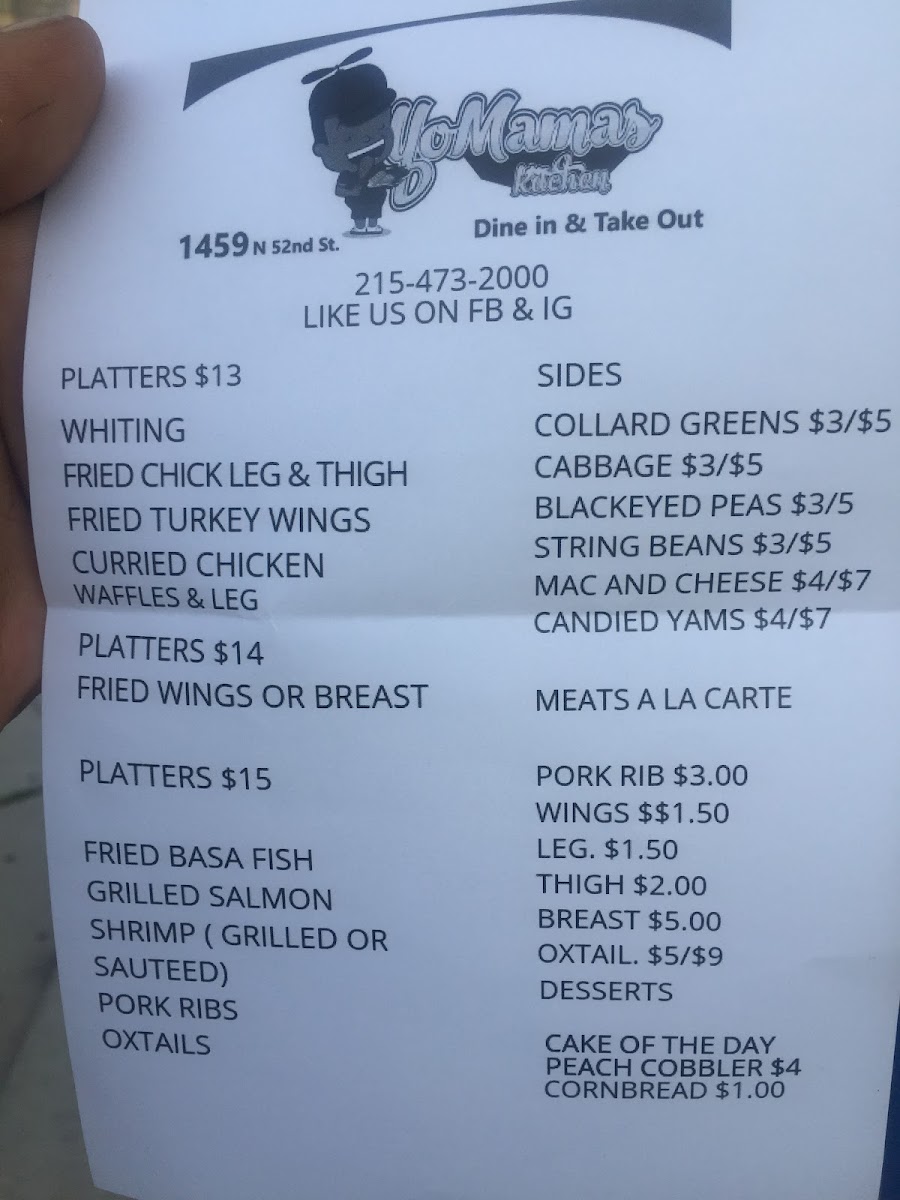 YoMamas
Kitchen
1459 N 52nd St.
Dine in & Take Out
215-473-2000
LIKE US ON FB & IG
PLATTERS $13
WHITING
FRIED CHICK LEG & THIGH
FRIED TURKEY WINGS
CURRIED CHICKEN
WAFFLES & LEG
PLATTERS $14
FRIED WINGS OR BREAST
PLATTERS $15
FRIED BASA FISH
GRILLED SALMON
SHRIMP ( GRILLED OR
SAUTEED)
PORK RIBS
OXTAILS
SIDES
COLLARD GREENS $3/$5
CABBAGE $3/$5
BLACKEYED PEAS $3/5
STRING BEANS $3/$5
MAC AND CHEESE $4/$7
CANDIED YAMS $4/$7
MEATS A LA CARTE
PORK RIB $3.00
WINGS $$1.50
LEG. $1.50
THIGH $2.00
BREAST $5.00
OXTAIL. $5/$9
DESSERTS
CAKE OF THE DAY
PEACH COBBLER $4
CORNBREAD $1.00